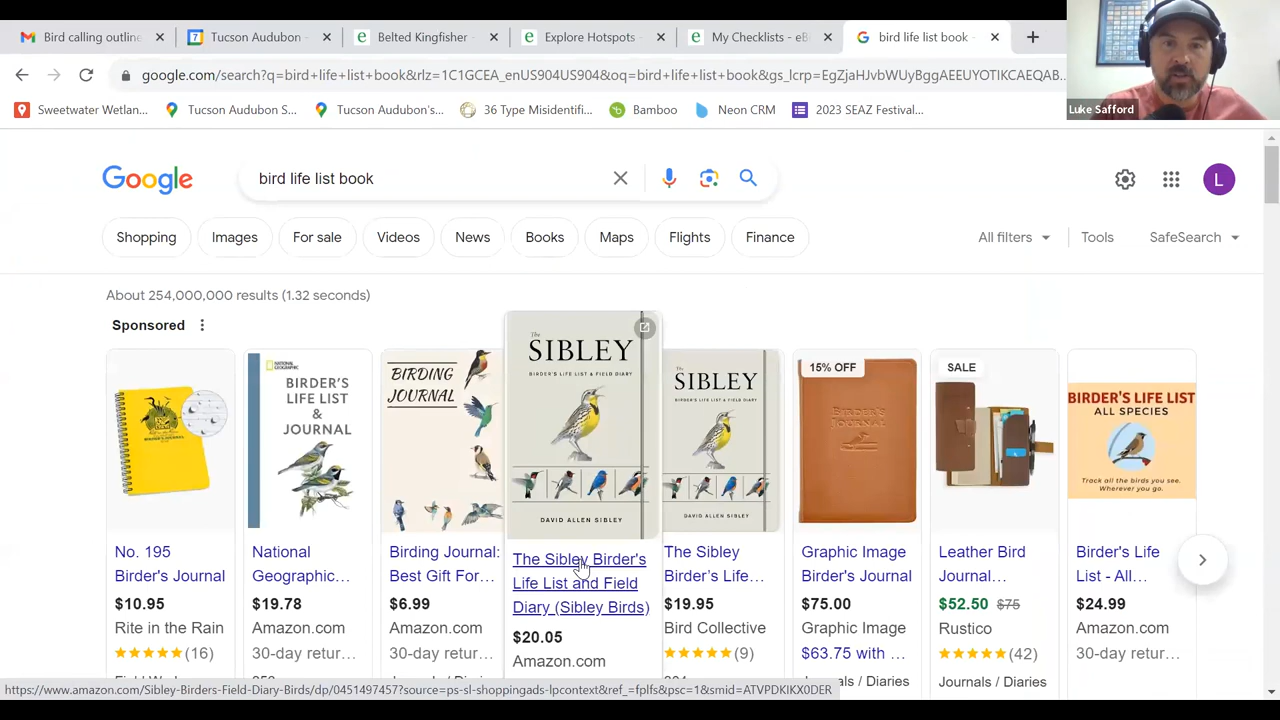 Bird calling outline
Tucson Audubon -
Belted Kingfisher -
Explore Hotspots -
My Checklists - eB
bird life list book -
google.com/search?q=bird+life+list+book&rlz=1C1GCEA_enUS904US904&oq=bird+life+list+book&gs_lcrp=EgZjaHJvbWUyBggAEEUYOTIKCAEQAB...
Sweetwater Wetlan...
Tucson Audubon S...
Tucson Audubon's...
36 Type Misidentifi...
Bamboo
Neon CRM
2023 SEAZ Festival...
Luke Safford
Google
bird life list book
L
Shopping
Images
For sale
Videos
News
Books
Maps
Flights
Finance
All filters
Tools
SafeSearch
About 254,000,000 results (1.32 seconds)
Sponsored
No. 195
Birder's Journal
$10.95
Rite in the Rain
(16)
NATIONAL
GEOGRAPHIC
BIRDER'S
LIFE LIST
&
JOURNAL
National
Geographic...
$19.78
Amazon.com
30-day retur...
BIRDING
JOURNAL
Birding Journal:
Best Gift For...
$6.99
Amazon.com
30-day retur...
The
SIBLEY
BIRDER'S LIFE LIST & FIELD DIARY
DAVID ALLEN SIBLEY
The Sibley Birder's
Life List and Field
Diary (Sibley Birds)
$20.05
Amazon.com
The
SIBLEY
BIRDER'S LIFE LIST & FIELD DIARY
DAVID ALLEN SIBLEY
The Sibley
Birder's Life...
$19.95
Bird Collective
(9)
15% OFF
BIRDER'S
JOURNAL
Graphic Image
Birder's Journal
$75.00
Graphic Image
$63.75 with ...
Journals / Diaries
SALE
Leather Bird
Journal...
$52.50 $75
Rustico
(42)
Journals / Diaries
BIRDER'S LIFE LIST
ALL SPECIES
Track all the birds you see.
Wherever you go.
Birder's Life
List - All...
$24.99
Amazon.com
30-day retur...
https://www.amazon.com/Sibley-Birders-Field-Diary-Birds/dp/0451497457?source=ps-sl-shoppingads-lpcontext&ref_=fplfs&psc=1&smid=ATVPDKIKX0DER